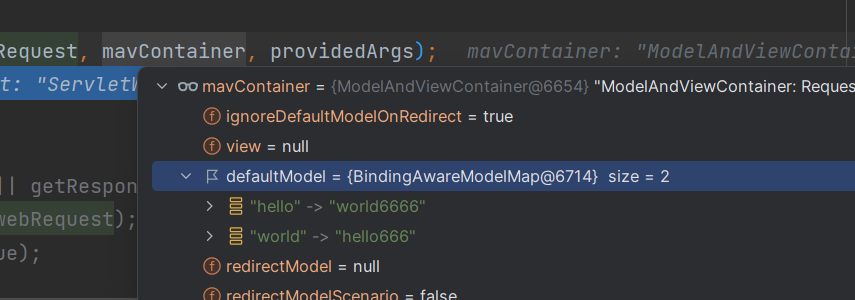 Request, mavContainer, providedArgs);  mavContainer: "ModelAndViewConta
t: "ServletW
mavContainer = {ModelAndViewContainer@6654} "ModelAndViewContainer: Reques
ignoreDefaultModelOnRedirect = true
view = null
defaultModel = {BindingAwareModelMap@6714}  size = 2
|| getRespon
"hello" -> "world6666"
webRequest);
"world" -> "hello666"
ue);
redirectModel = null
redirectModelScenario = false